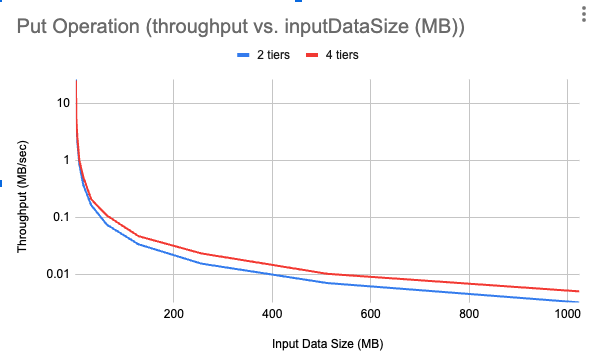 Put Operation (throughput vs. inputDataSize (MB))
2 tiers
4 tiers
Throughput (MB/sec)
10
1
0.1
0.01
200
400
600
800
1000
Input Data Size (MB)